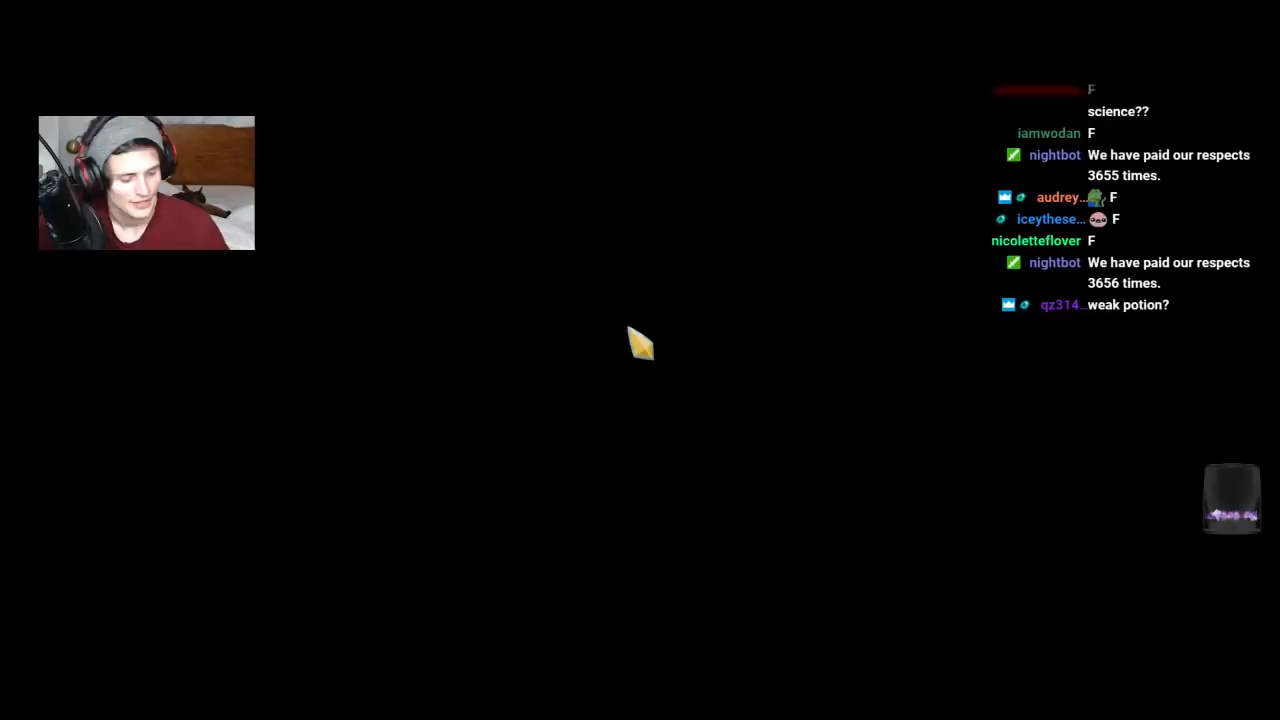 F
science??
iamwodan F
nightbot We have paid our respects
3655 times.
audrey… F
iceythese… F
nicoletteflover F
nightbot We have paid our respects
3656 times.
qz314… weak potion?